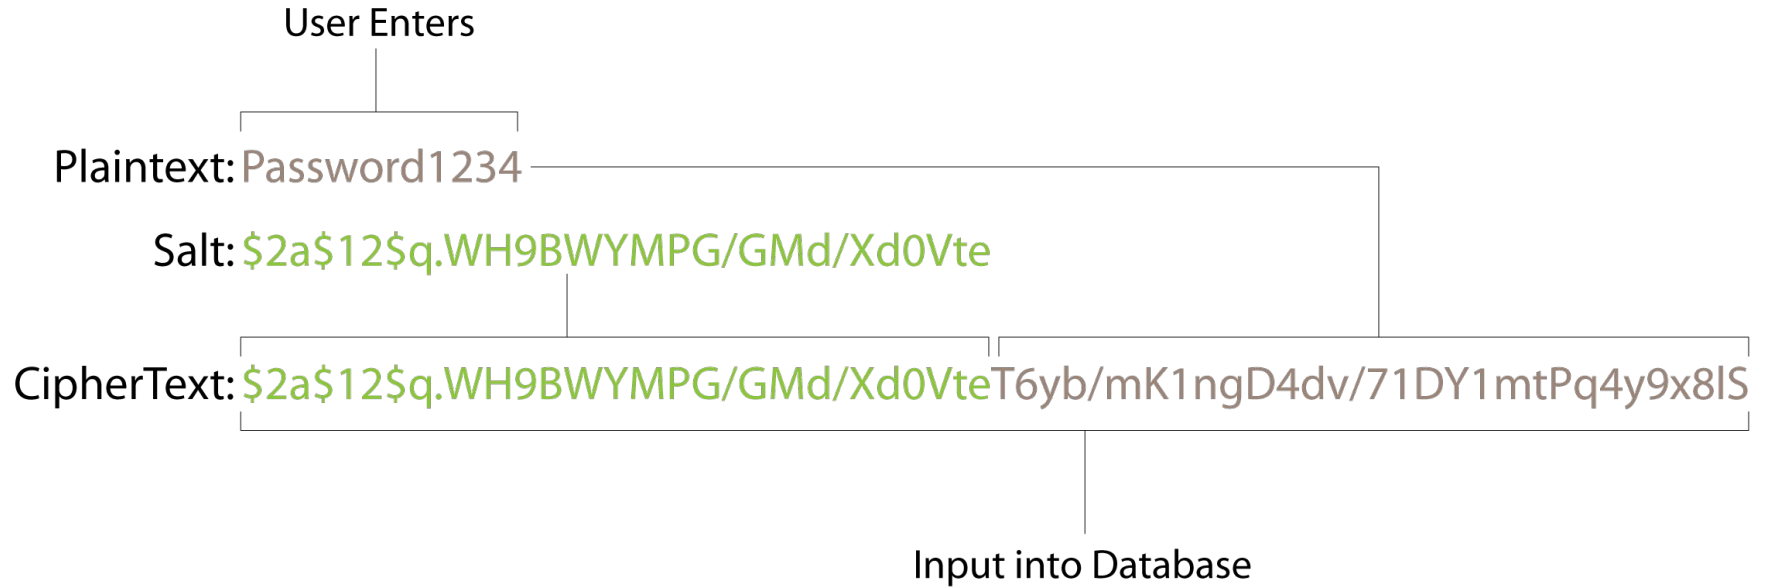 User Enters
Plaintext: Password1234
Salt: $2a$12$q.WH9BWYMPG/GMd/Xd0Vte
CipherText: $2a$12$q.WH9BWYMPG/GMd/Xd0VteT6yb/mK1ngD4dv/71DY1mtPq4y9x8lS
Input into Database